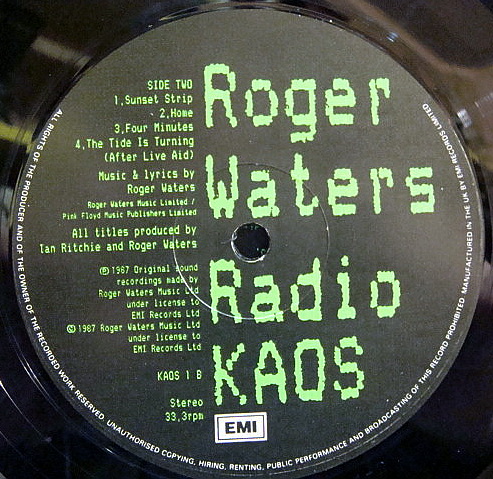 SIDE TWO
1,Sunset Strip
2,Home
3,Four Minutes
4,The Tide Is Turning
(After Live Aid)
Music & lyrics by
Roger Waters
Roger Waters Music Limited /
Pink Floyd Music Publishers Limited
All titles produced by
Ian Ritchie and Roger Waters
℗ 1987 Original sound
recordings made by
Roger Waters Music Ltd
under license to
EMI Records Ltd
© 1987 Roger Waters Music Ltd
under license to
EMI Records Ltd
KAOS 1 B
Stereo
33,3rpm
Roger
Waters
Radio
KAOS
EMI
ALL RIGHTS OF THE PRODUCER AND OF THE OWNER OF THE RECORDED WORK RESERVED. UNAUTHORISED COPYING, HIRING, RENTING, PUBLIC PERFORMANCE AND BROADCASTING OF THIS RECORD PROHIBITED. MANUFACTURED IN THE UK BY EMI RECORDS LIMITED